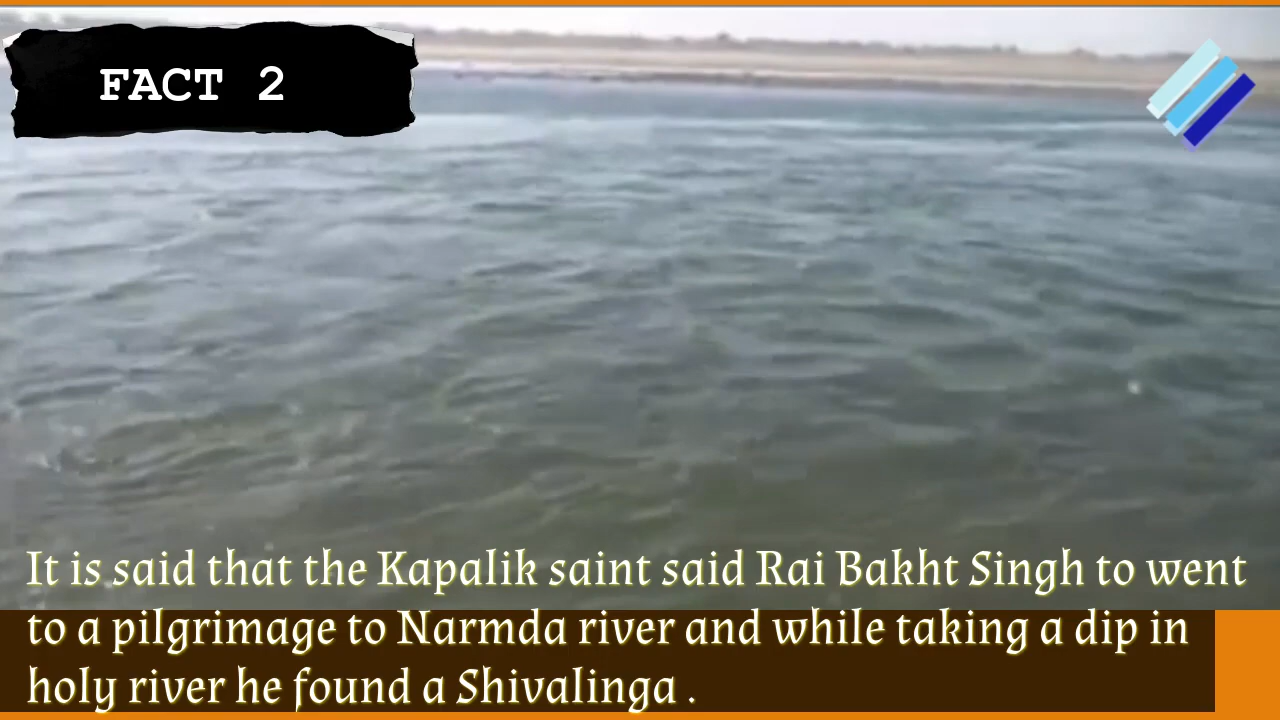 FACT 2
It is said that the Kapalik saint said Rai Bakht Singh to went
to a pilgrimage to Narmda river and while taking a dip in
holy river he found a Shivalinga .